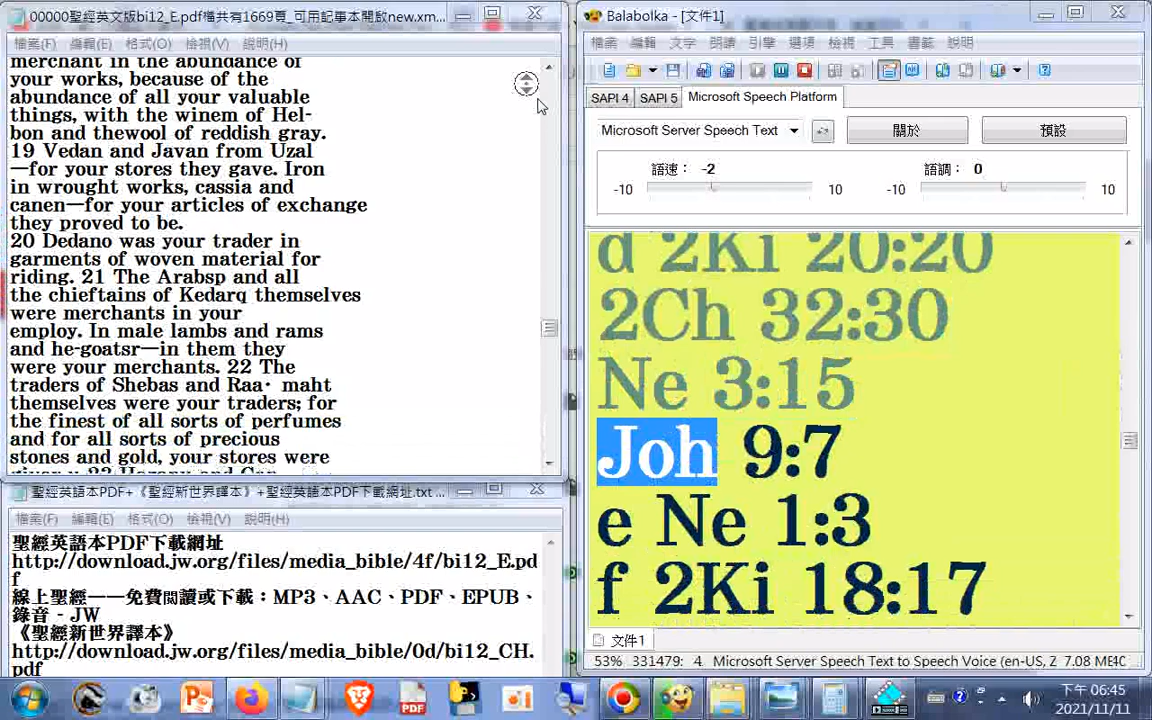 00000聖經英文版bi12_E.pdf檔共有1669頁_可用記事本開啟new.xm...
檔案(F) 編輯(E) 格式(O) 檢視(V) 說明(H)
merchant in the abundance of
your works, because of the
abundance of all your valuable
things, with the winem of Hel-
bon and thewool of reddish gray.
19 Vedan and Javan from Uzal
—for your stores they gave. Iron
in wrought works, cassia and
canen—for your articles of exchange
they proved to be.
20 Dedano was your trader in
garments of woven material for
riding. 21 The Arabsp and all
the chieftains of Kedarq themselves
were merchants in your
employ. In male lambs and rams
and he-goatsr—in them they
were your merchants. 22 The
traders of Shebas and Raa· maht
themselves were your traders; for
the finest of all sorts of perfumes
and for all sorts of precious
stones and gold, your stores were
聖經英語本PDF+《聖經新世界譯本》+聖經英語本PDF下載網址.txt ...
檔案(F) 編輯(E) 格式(O) 檢視(V) 說明(H)
聖經英語本PDF下載網址
http://download.jw.org/files/media_bible/4f/bi12_E.pd
f
線上聖經——免費閱讀或下載：MP3、AAC、PDF、EPUB、
錄音 - JW
《聖經新世界譯本》
http://download.jw.org/files/media_bible/0d/bi12_CH.
pdf
Balabolka - [文件1]
檔案 編輯 文字 朗讀 引擎 選項 檢視 工具 書籤 說明
SAPI 4 SAPI 5 Microsoft Speech Platform
Microsoft Server Speech Text 關於 預設
語速： -2 語調： 0
-10 10 -10 10
d 2Ki 20:20
2Ch 32:30
Ne 3:15
Joh 9:7
e Ne 1:3
f 2Ki 18:17
文件1
53% 331479: 4 Microsoft Server Speech Text to Speech Voice (en-US, Z 7.08 ME
下午 06:45
2021/11/11